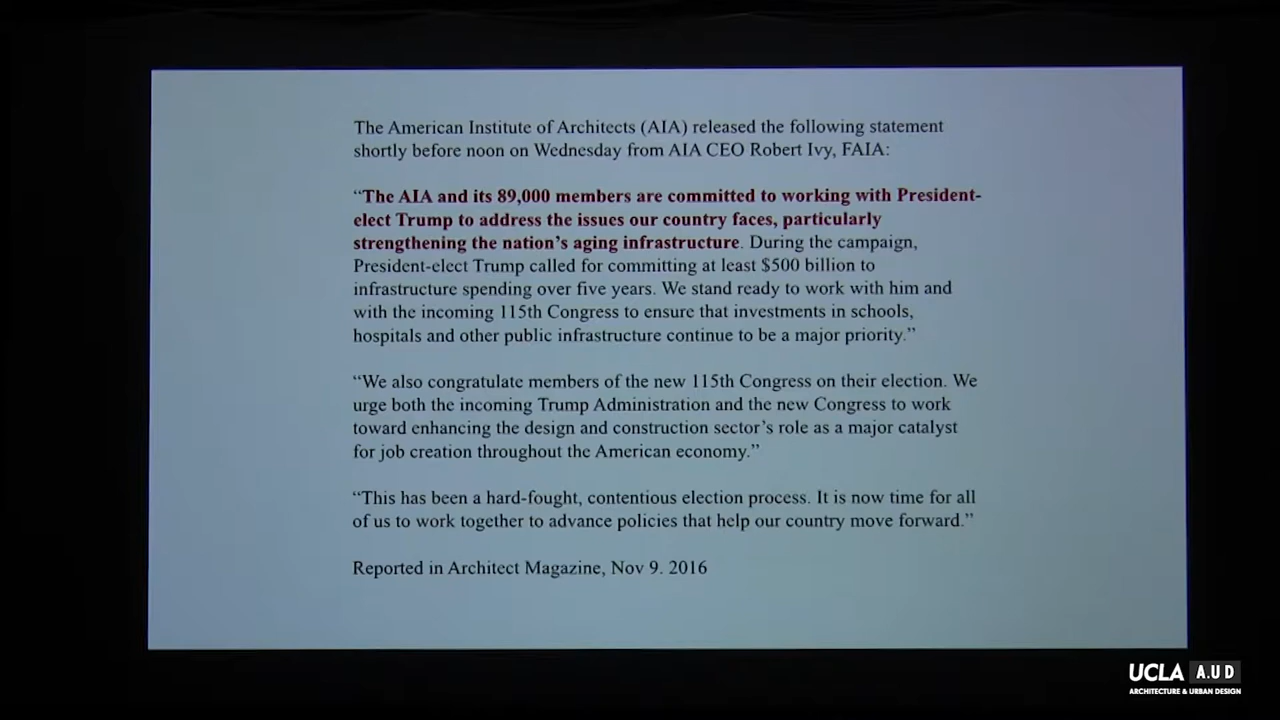 The American Institute of Architects (AIA) released the following statement
shortly before noon on Wednesday from AIA CEO Robert Ivy, FAIA:
“The AIA and its 89,000 members are committed to working with President-
elect Trump to address the issues our country faces, particularly
strengthening the nation’s aging infrastructure. During the campaign,
President-elect Trump called for committing at least $500 billion to
infrastructure spending over five years. We stand ready to work with him and
with the incoming 115th Congress to ensure that investments in schools,
hospitals and other public infrastructure continue to be a major priority.”
“We also congratulate members of the new 115th Congress on their election. We
urge both the incoming Trump Administration and the new Congress to work
toward enhancing the design and construction sector’s role as a major catalyst
for job creation throughout the American economy.”
“This has been a hard-fought, contentious election process. It is now time for all
of us to work together to advance policies that help our country move forward.”
Reported in Architect Magazine, Nov 9. 2016
UCLA A.UD
ARCHITECTURE & URBAN DESIGN